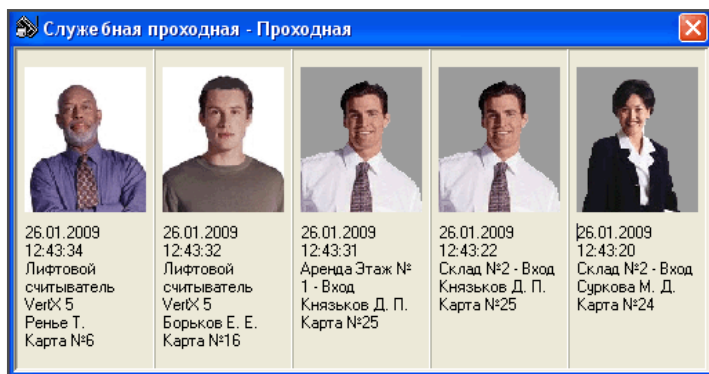 Служебная проходная - Проходная
26.01.2009
12:43:34
Лифтовой
считыватель
VertX 5
Ренье Т.
Карта №6
26.01.2009
12:43:32
Лифтовой
считыватель
VertX 5
Борьков Е. Е.
Карта №16
26.01.2009
12:43:31
Аренда Этаж №
1 - Вход
Князьков Д. П.
Карта №25
26.01.2009
12:43:22
Склад №2 - Вход
Князьков Д. П.
Карта №25
26.01.2009
12:43:20
Склад №2 - Вход
Суркова М. Д.
Карта №24